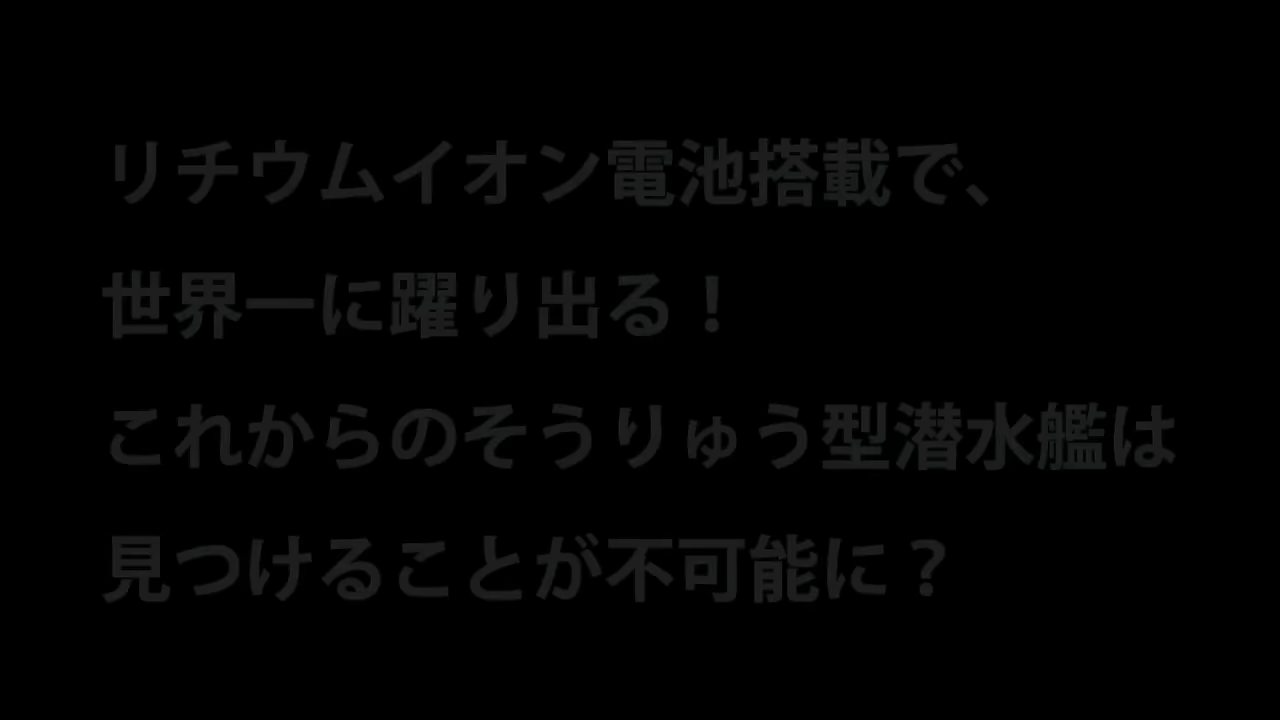 リチウムイオン電池搭載で、
世界一に躍り出る！
これからのそうりゅう型潜水艦は
見つけることが不可能に？